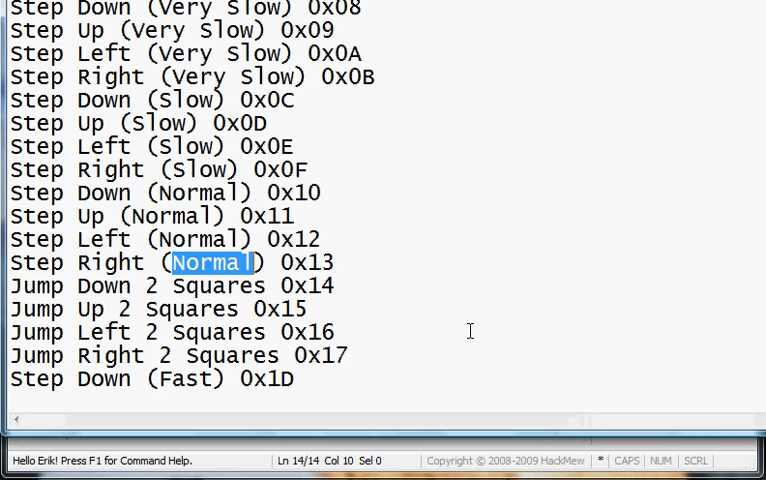 Step Down (Very Slow) 0x08
Step Up (Very Slow) 0x09
Step Left (Very Slow) 0x0A
Step Right (Very Slow) 0x0B
Step Down (Slow) 0x0C
Step Up (Slow) 0x0D
Step Left (Slow) 0x0E
Step Right (Slow) 0x0F
Step Down (Normal) 0x10
Step Up (Normal) 0x11
Step Left (Normal) 0x12
Step Right (Normal) 0x13
Jump Down 2 Squares 0x14
Jump Up 2 Squares 0x15
Jump Left 2 Squares 0x16
Jump Right 2 Squares 0x17
Step Down (Fast) 0x1D
Hello Erik! Press F1 for Command Help. Ln 14/14 Col 10 Sel 0 Copyright © 2008-2009 HackMew * CAPS NUM SCRL